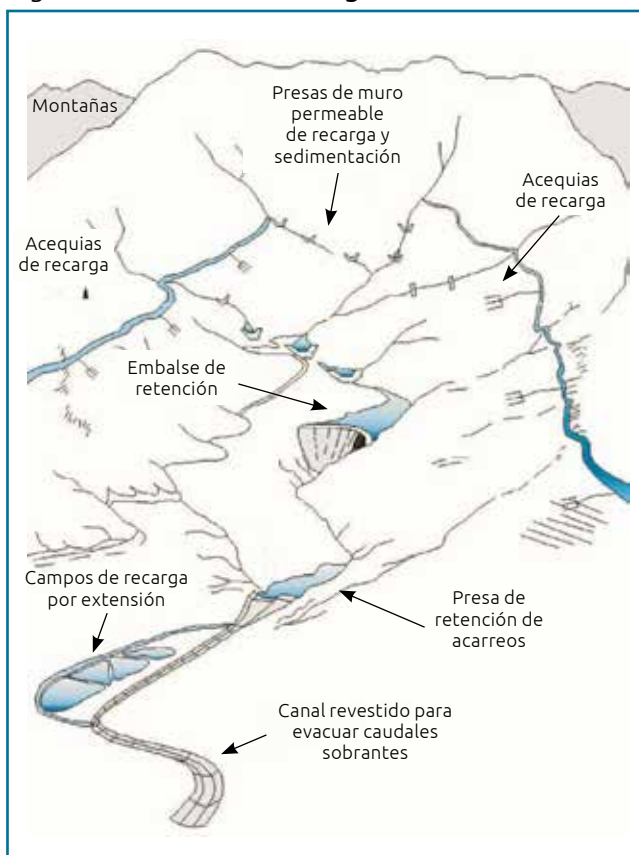 Montañas
Presas de muro
permeable
de recarga y
sedimentación
Acequias
de recarga
Acequias
de recarga
Embalse de
retención
Campos de recarga
por extensión
Presa de
retención de
acarreos
Canal revestido para
evacuar caudales
sobrantes